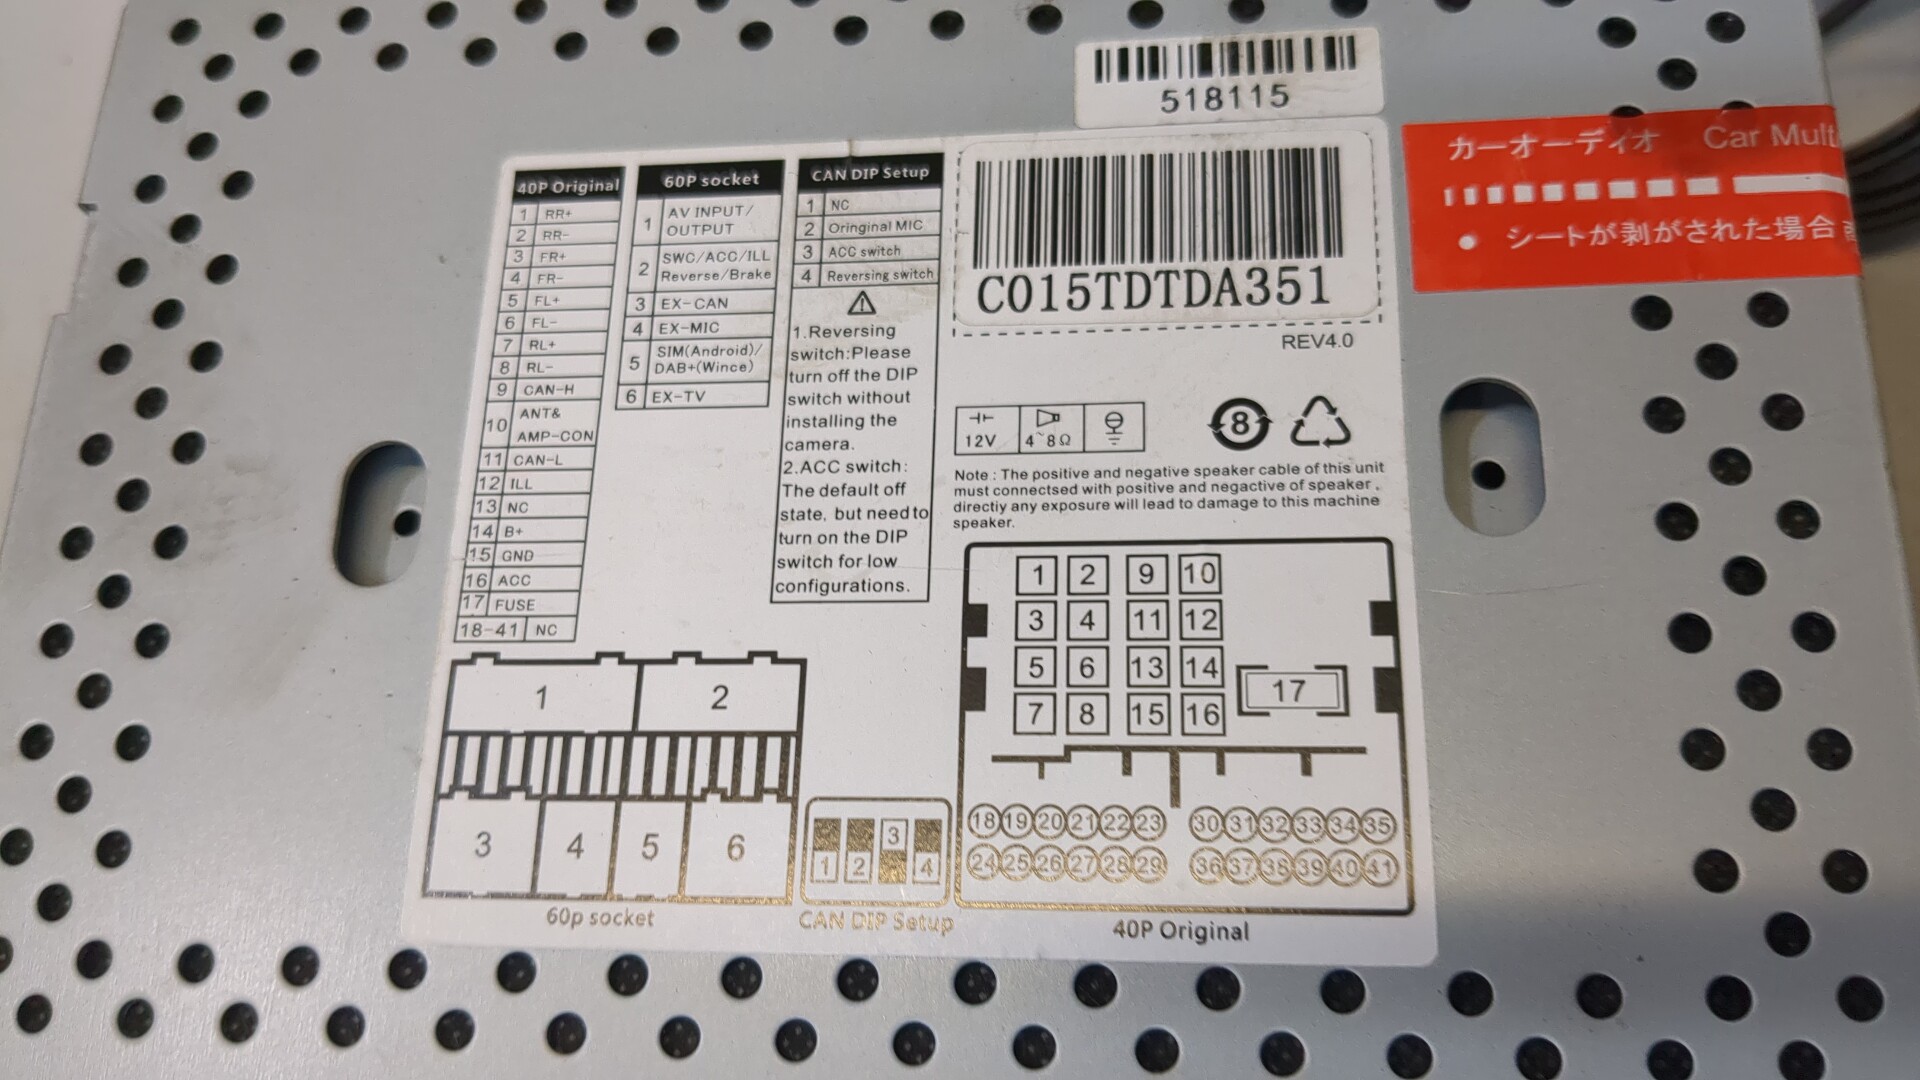 518115
カーオーディオ Car Mult
• シートが剥がされた場合
40P Original
1 RR+
2 RR-
3 FR+
4 FR-
5 FL+
6 FL-
7 RL+
8 RL-
9 CAN-H
10 ANT&
AMP-CON
11 CAN-L
12 ILL
13 NC
14 B+
15 GND
16 ACC
17 FUSE
18-41 NC
60P socket
1 AV INPUT/
OUTPUT
2 SWC/ACC/ILL
Reverse/Brake
3 EX-CAN
4 EX-MIC
5 SIM(Android)/
DAB+(Wince)
6 EX-TV
CAN DIP Setup
1 NC
2 Oringinal MIC
3 ACC switch
4 Reversing switch
1.Reversing
switch:Please
turn off the DIP
switch without
installing the
camera.
2.ACC switch:
The default off
state, but need to
turn on the DIP
switch for low
configurations.
C015TDTDA351
REV4.0
12V 4~8Ω
8
Note : The positive and negative speaker cable of this unit
must connectsed with positive and negactive of speaker ,
directiy any exposure will lead to damage to this machine
speaker.
1 2 9 10
3 4 11 12
5 6 13 14
17
7 8 15 16
18 19 20 21 22 23 30 31 32 33 34 35
24 25 26 27 28 29 36 37 38 39 40 41
40P Original
1 2
3 4 5 6
60p socket
1 2 3 4
CAN DIP Setup